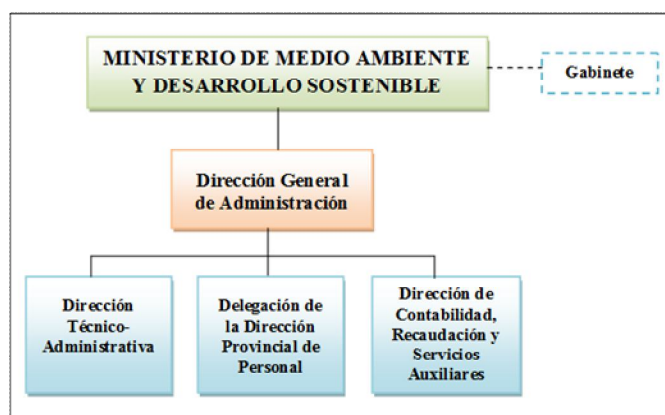 MINISTERIO DE MEDIO AMBIENTE
Y DESARROLLO SOSTENIBLE
Gabinete
Dirección General
de Administración
Dirección
Técnico-
Administrativa
Delegación de
la Dirección
Provincial de
Personal
Dirección de
Contabilidad,
Recaudación y
Servicios
Auxiliares